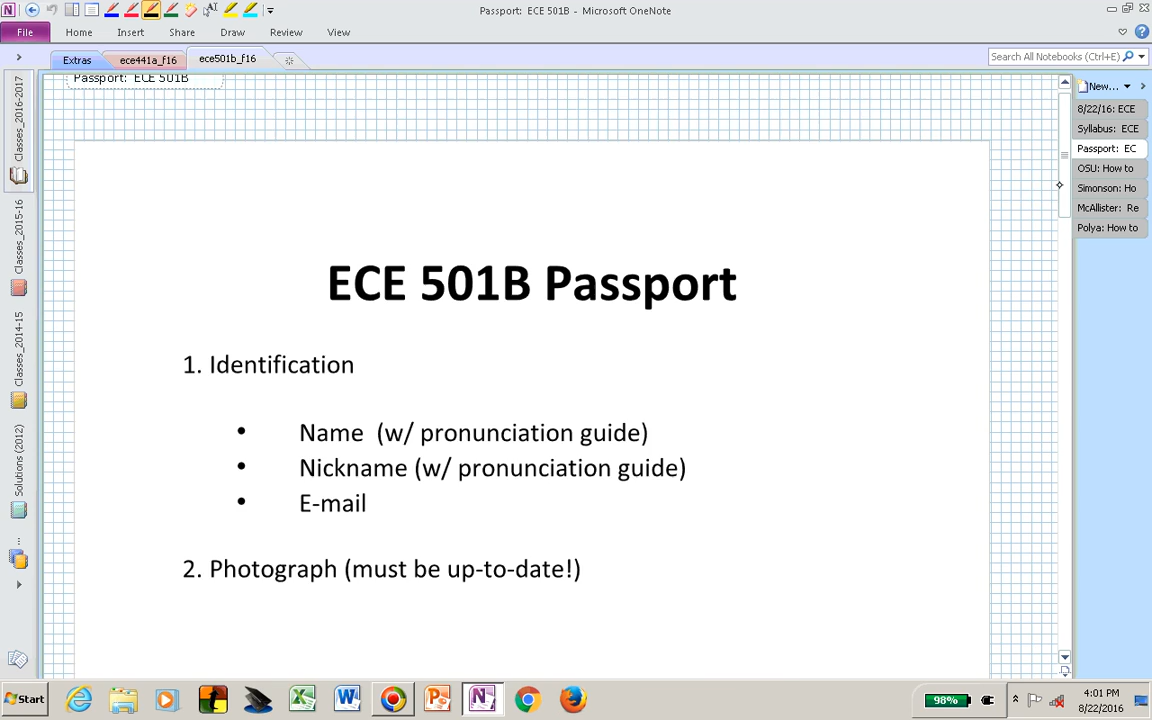 Passport: ECE 501B - Microsoft OneNote
File Home Insert Share Draw Review View
Extras ece441a_f16 ece501b_f16
Search All Notebooks (Ctrl+E)
Passport: ECE 501B
New...
8/22/16: ECE
Syllabus: ECE
Passport: EC
OSU: How to
Simonson: Ho
McAllister: Re
Polya: How to
Classes_2016-2017
Classes_2015-16
Classes_2014-15
Solutions (2012)
ECE 501B Passport
1. Identification
• Name (w/ pronunciation guide)
• Nickname (w/ pronunciation guide)
• E-mail
2. Photograph (must be up-to-date!)
Start
98%
4:01 PM
8/22/2016